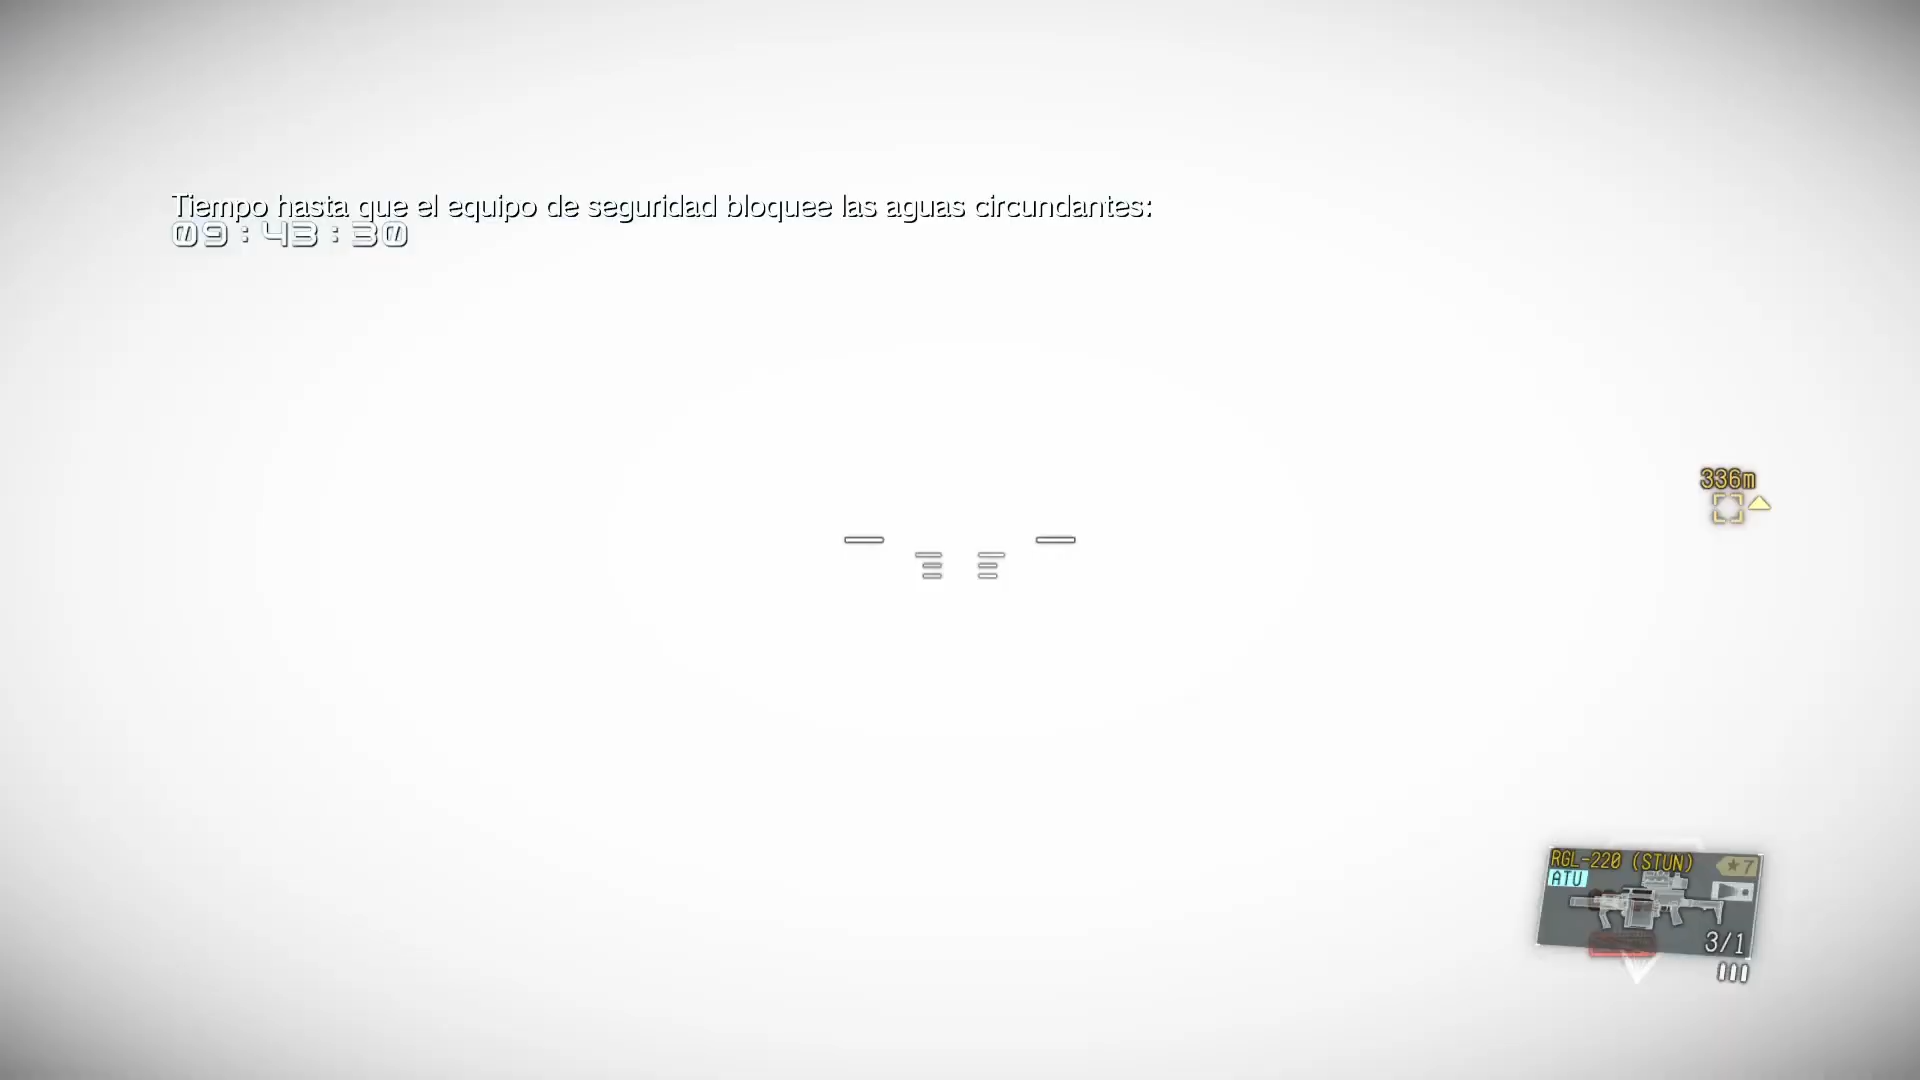 Tiempo hasta que el equipo de seguridad bloquee las aguas circundantes:
09:43:30
336m
RGL-220 (STUN)
★7
ATU
3/1